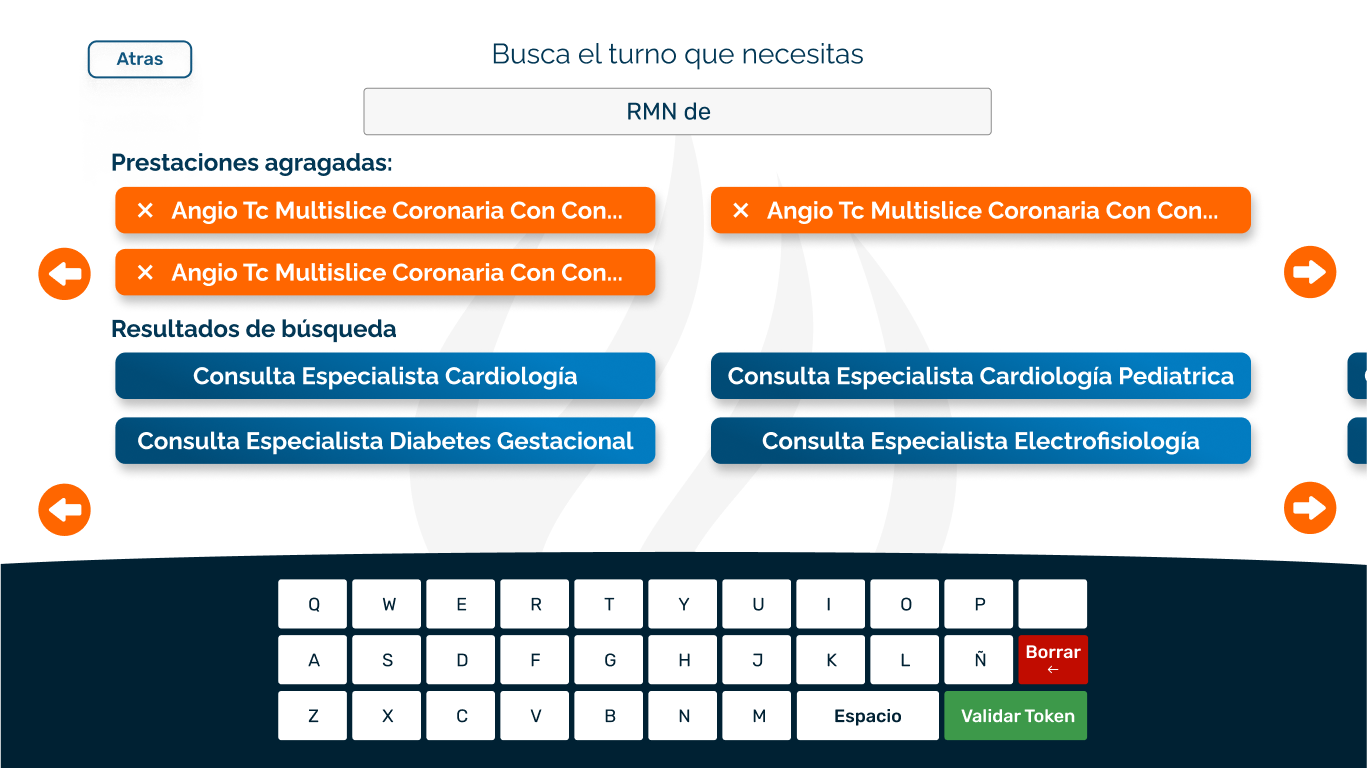 Atras
Busca el turno que necesitas
RMN de
Prestaciones agragadas:
× Angio Tc Multislice Coronaria Con Con...
× Angio Tc Multislice Coronaria Con Con...
× Angio Tc Multislice Coronaria Con Con...
Resultados de búsqueda
Consulta Especialista Cardiología
Consulta Especialista Cardiología Pediatrica
Consulta Especialista Diabetes Gestacional
Consulta Especialista Electrofisiología
Q W E R T Y U I O P
A S D F G H J K L Ñ Borrar ←
Z X C V B N M Espacio Validar Token